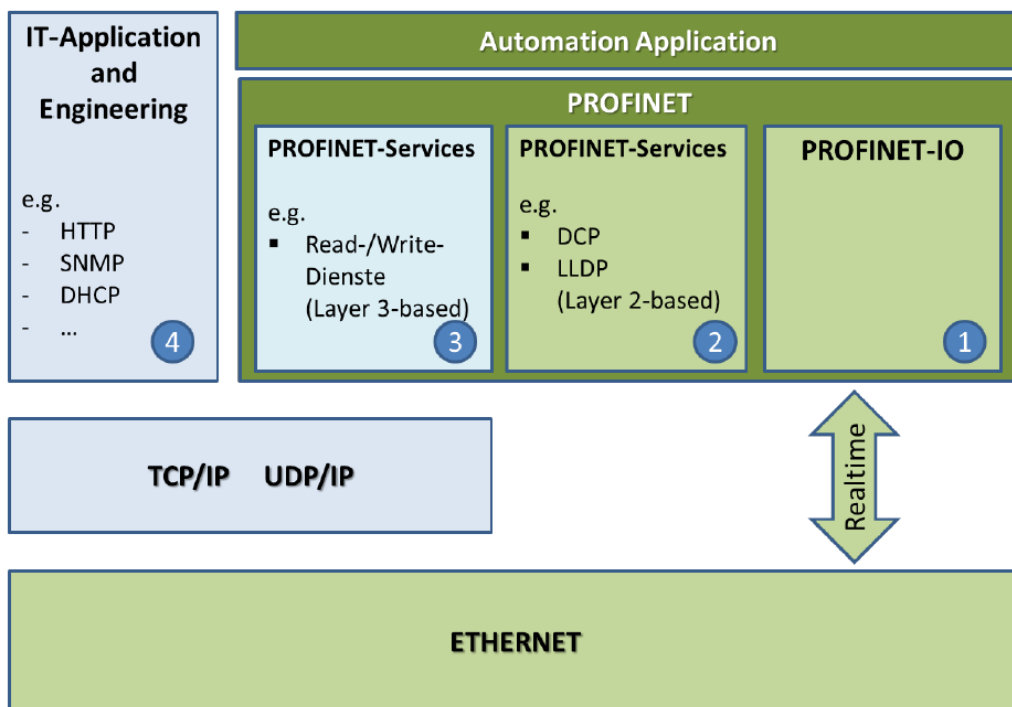 IT-Application
and
Engineering
e.g.
- HTTP
- SNMP
- DHCP
- ...
4
Automation Application
PROFINET
PROFINET-Services
e.g.
▪ Read-/Write-
Dienste
(Layer 3-based)
3
PROFINET-Services
e.g.
▪ DCP
▪ LLDP
(Layer 2-based)
2
PROFINET-IO
1
TCP/IP UDP/IP
Realtime
ETHERNET